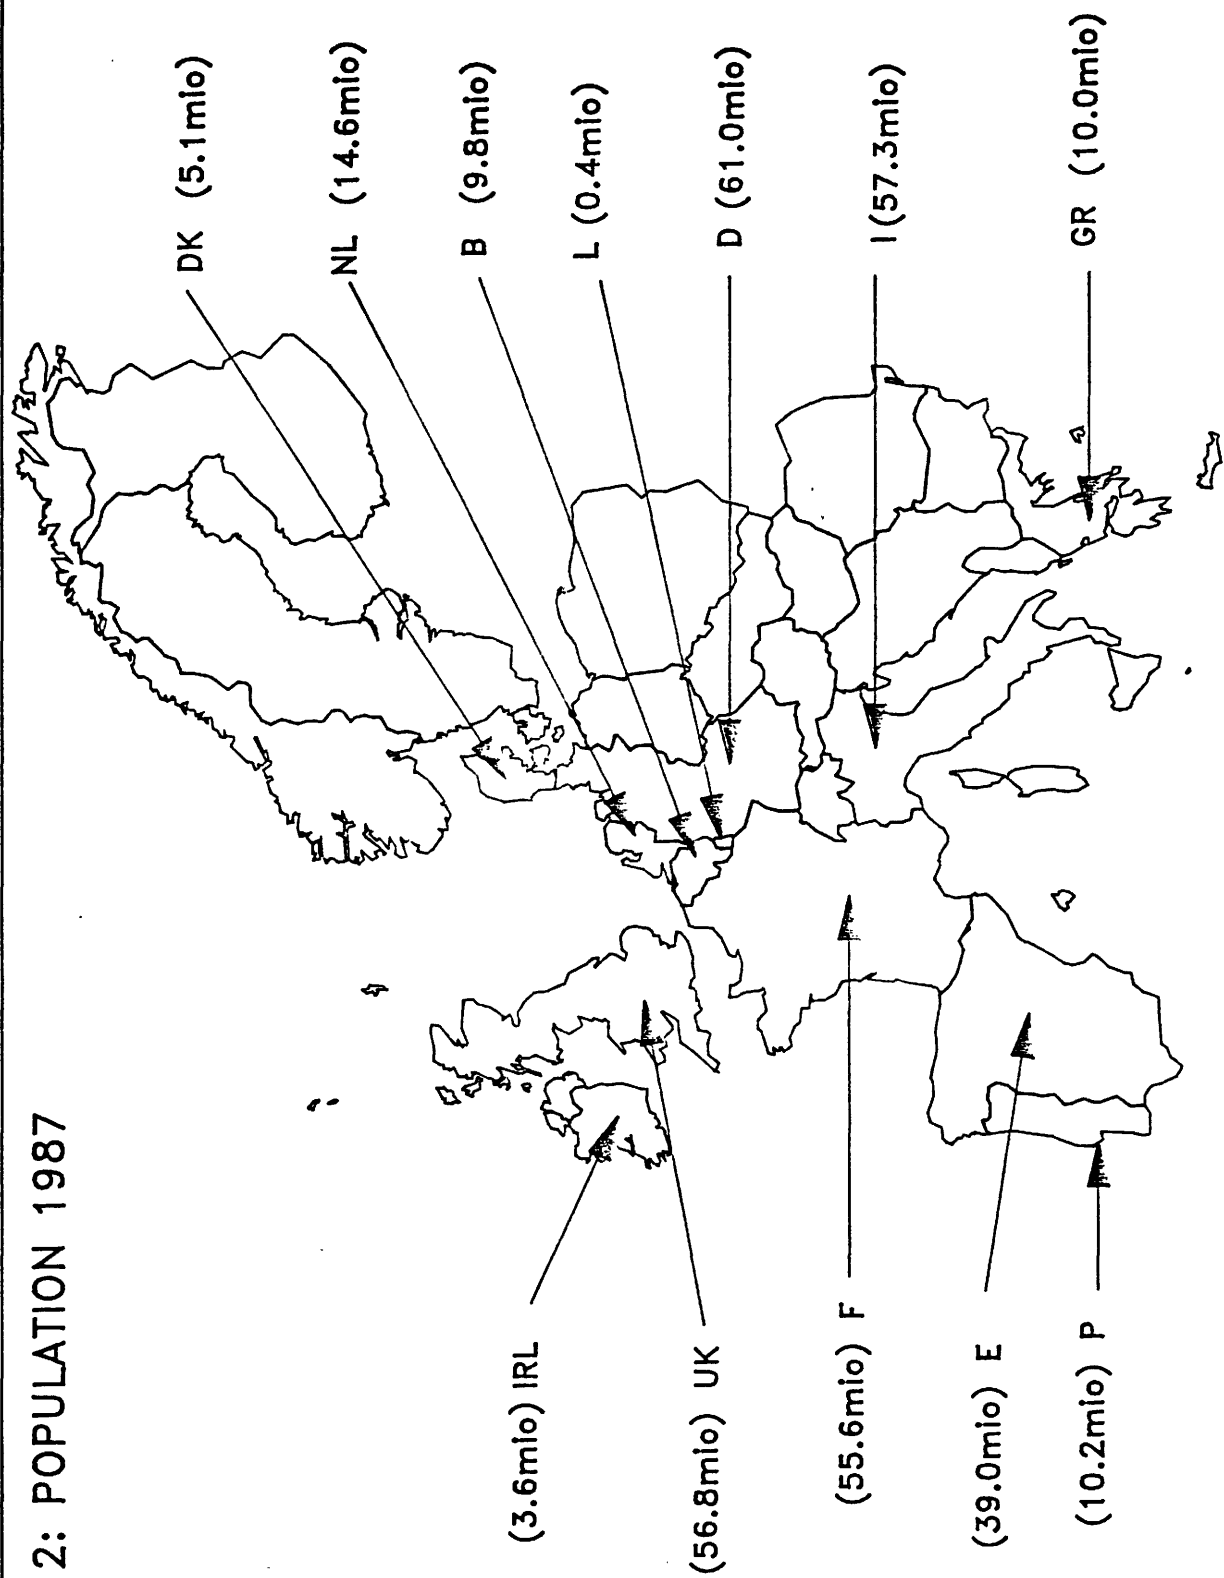 2: POPULATION 1987
DK (5.1mio)
NL (14.6mio)
B (9.8mio)
L (0.4mio)
D (61.0mio)
I (57.3mio)
GR (10.0mio)
(3.6mio) IRL
(56.8mio) UK
(55.6mio) F
(39.0mio) E
(10.2mio) P